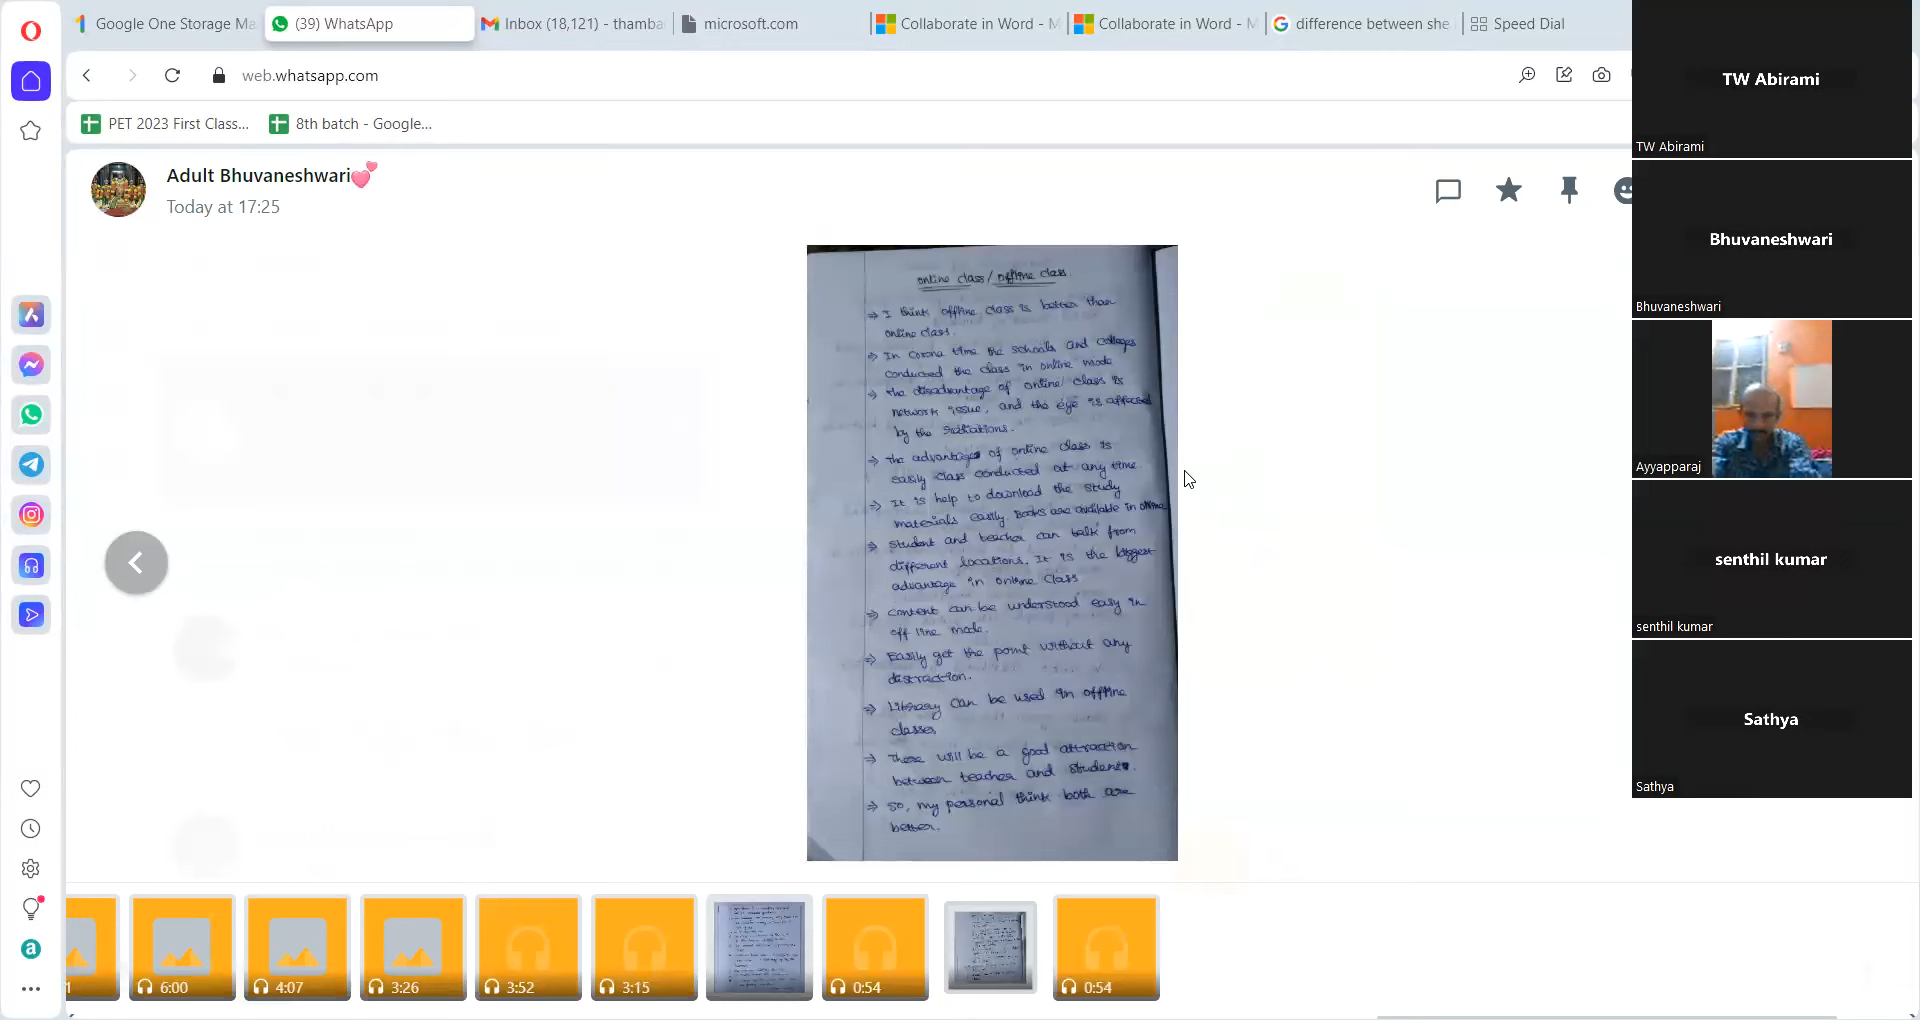 Google One Storage Ma
(39) WhatsApp
Inbox (18,121) - thamba
microsoft.com
Collaborate in Word - M
Collaborate in Word - M
difference between she
Speed Dial
web.whatsapp.com
PET 2023 First Class...
8th batch - Google...
Adult Bhuvaneshwari
Today at 17:25
online class / offline class.
⇒ I think offline class is better than
online class.
⇒ In corona time the schools and colleges
conducted the class in online mode
⇒ the disadvantage of online class is
network issue, and the eye is affected
by the radiations.
⇒ the advantage of online class is
easily class conducted at any time.
⇒ It is help to download the study
materials easily. Books are available in online
⇒ student and teacher can talk from
different locations. It is the biggest
advantage in online class
⇒ content can be understood easy in
off line mode.
⇒ Easily get the point without any
distraction.
⇒ Library can be used in offline
classes
⇒ There will be a good attraction
between teacher and student.
⇒ so, my personal think both are
better.
TW Abirami
TW Abirami
Bhuvaneshwari
Bhuvaneshwari
Ayyapparaj
senthil kumar
senthil kumar
Sathya
Sathya
1
6:00
4:07
3:26
3:52
3:15
0:54
0:54